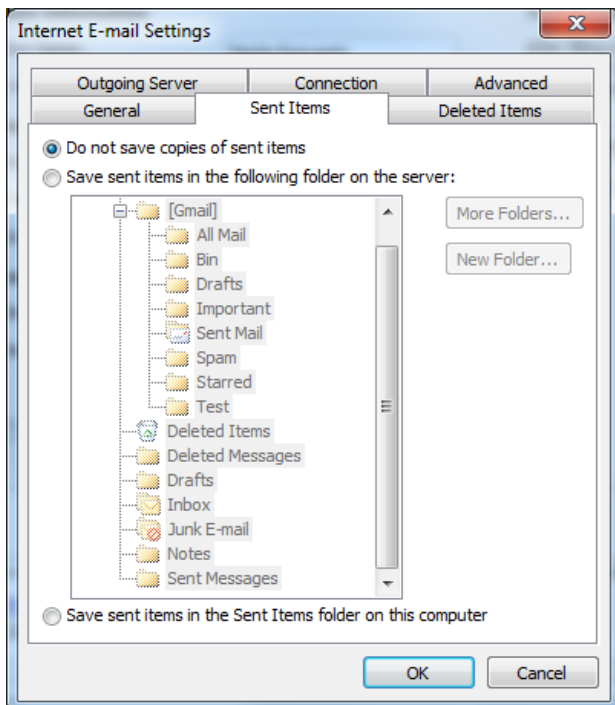 Internet E-mail Settings
Outgoing Server
Connection
Advanced
General
Sent Items
Deleted Items
Do not save copies of sent items
Save sent items in the following folder on the server:
[Gmail]
All Mail
Bin
Drafts
Important
Sent Mail
Spam
Starred
Test
Deleted Items
Deleted Messages
Drafts
Inbox
Junk E-mail
Notes
Sent Messages
More Folders...
New Folder...
Save sent items in the Sent Items folder on this computer
OK
Cancel